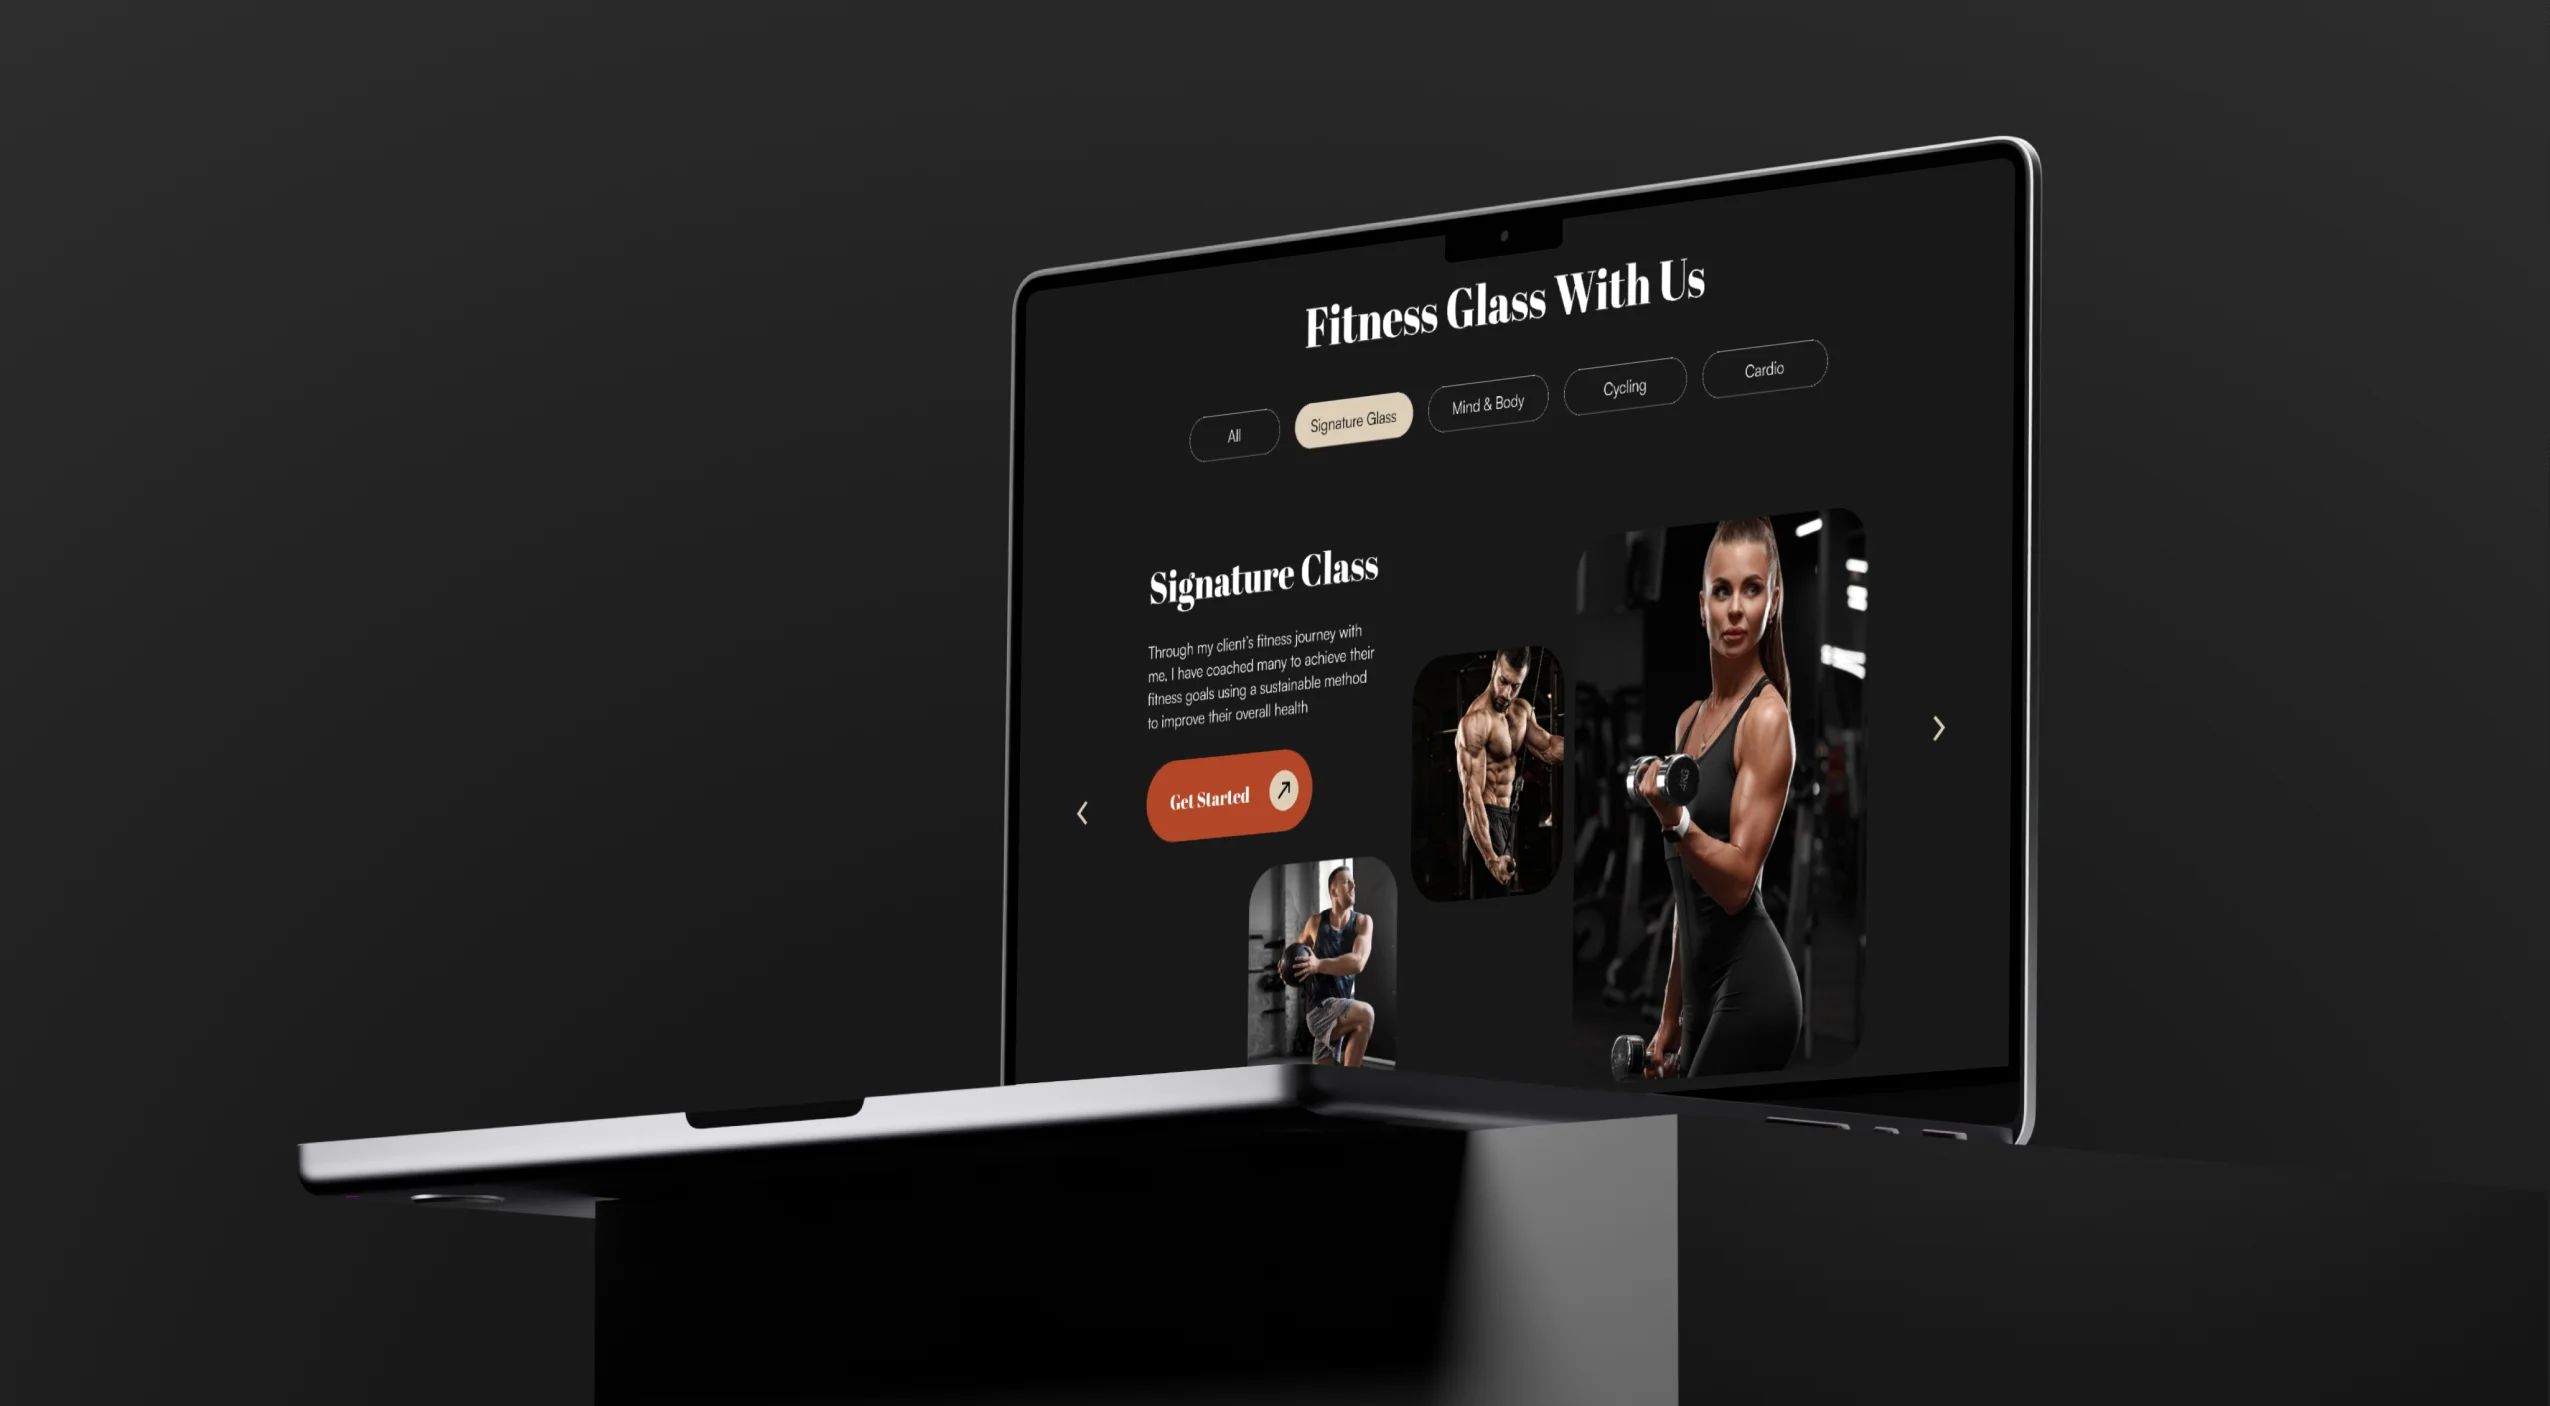 Fitness Glass With Us
All
Signature Glass
Mind & Body
Cycling
Cardio
Signature Class
Through my client's fitness journey with
me. I have coached many to achieve their
fitness goals using a sustainable method
to improve their overall health
Get Started